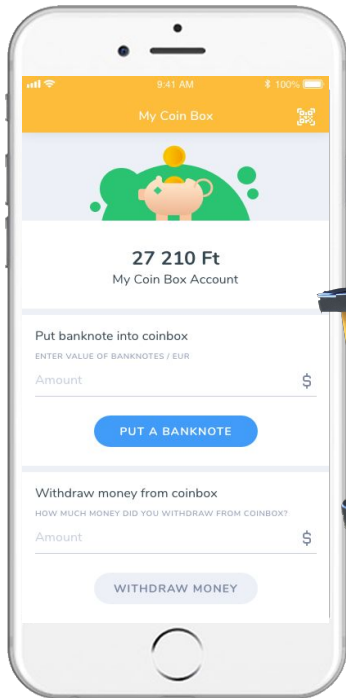 9:41 AM
100%
My Coin Box
27 210 Ft
My Coin Box Account
Put banknote into coinbox
ENTER VALUE OF BANKNOTES / EUR
Amount
$
PUT A BANKNOTE
Withdraw money from coinbox
HOW MUCH MONEY DID YOU WITHDRAW FROM COINBOX?
Amount
$
WITHDRAW MONEY